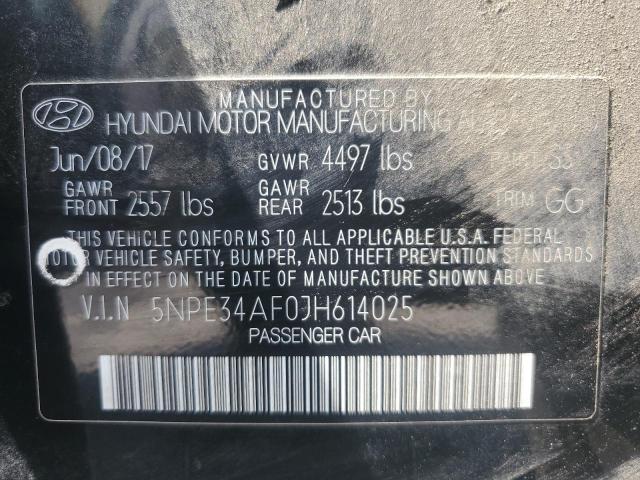 MANUFACTURED BY
HYUNDAI MOTOR MANUFACTURING
Jun/08/17 GVWR 4497 lbs
GAWR FRONT 2557 lbs GAWR REAR 2513 lbs TRIM GG
THIS VEHICLE CONFORMS TO ALL APPLICABLE U.S.A. FEDERAL
MOTOR VEHICLE SAFETY, BUMPER, AND THEFT PREVENTION STANDARDS
IN EFFECT ON THE DATE OF MANUFACTURE SHOWN ABOVE
V.I.N 5NPE34AF0JH614025
PASSENGER CAR